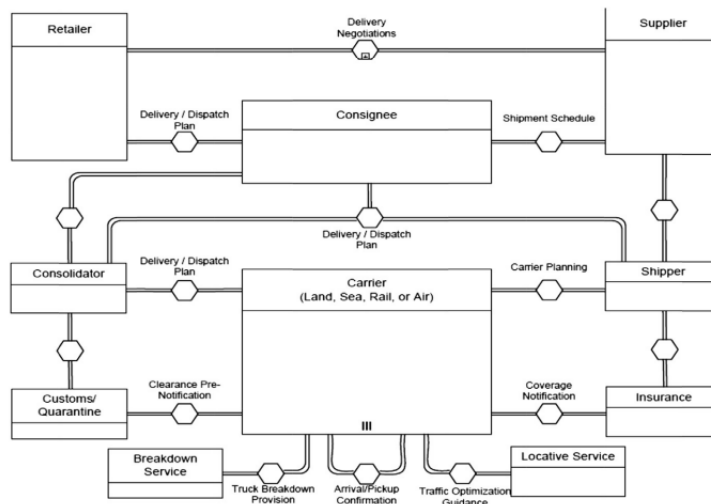 Retailer
Delivery
Negotiations
Supplier
Delivery / Dispatch
Plan
Consignee
Shipment Schedule
Delivery / Dispatch
Plan
Consolidator
Delivery / Dispatch
Plan
Carrier
(Land, Sea, Rail, or Air)
Carrier Planning
Shipper
Customs/
Quarantine
Clearance Pre-
Notification
Coverage
Notification
Insurance
Breakdown
Service
Truck Breakdown
Provision
Arrival/Pickup
Confirmation
Traffic Optimization
Guidance
Locative Service